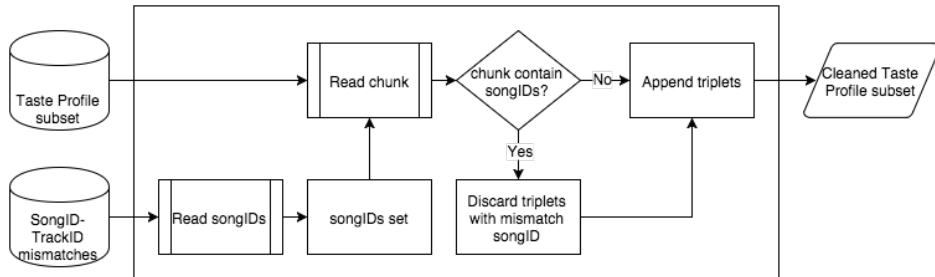 Taste Profile
subset
Read chunk
chunk contain
songIDs?
No
Append triplets
Cleaned Taste
Profile subset
Yes
SongID-
TrackID
mismatches
Read songIDs
songIDs set
Discard triplets
with mismatch
songID